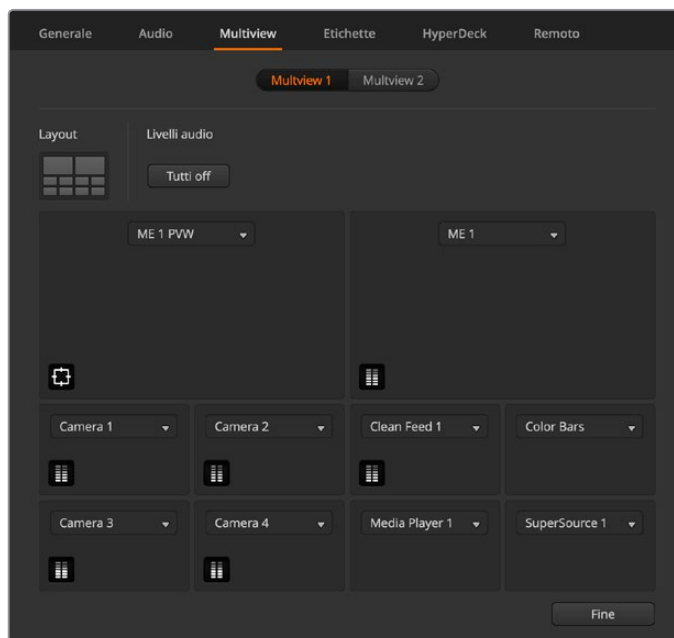 Generale Audio Multiview Etichette HyperDeck Remoto
Multview 1 Multview 2
Layout Livelli audio
Tutti off
ME 1 PVW ME 1
Camera 1 Camera 2 Clean Feed 1 Color Bars
Camera 3 Camera 4 Media Player 1 SuperSource 1
Fine